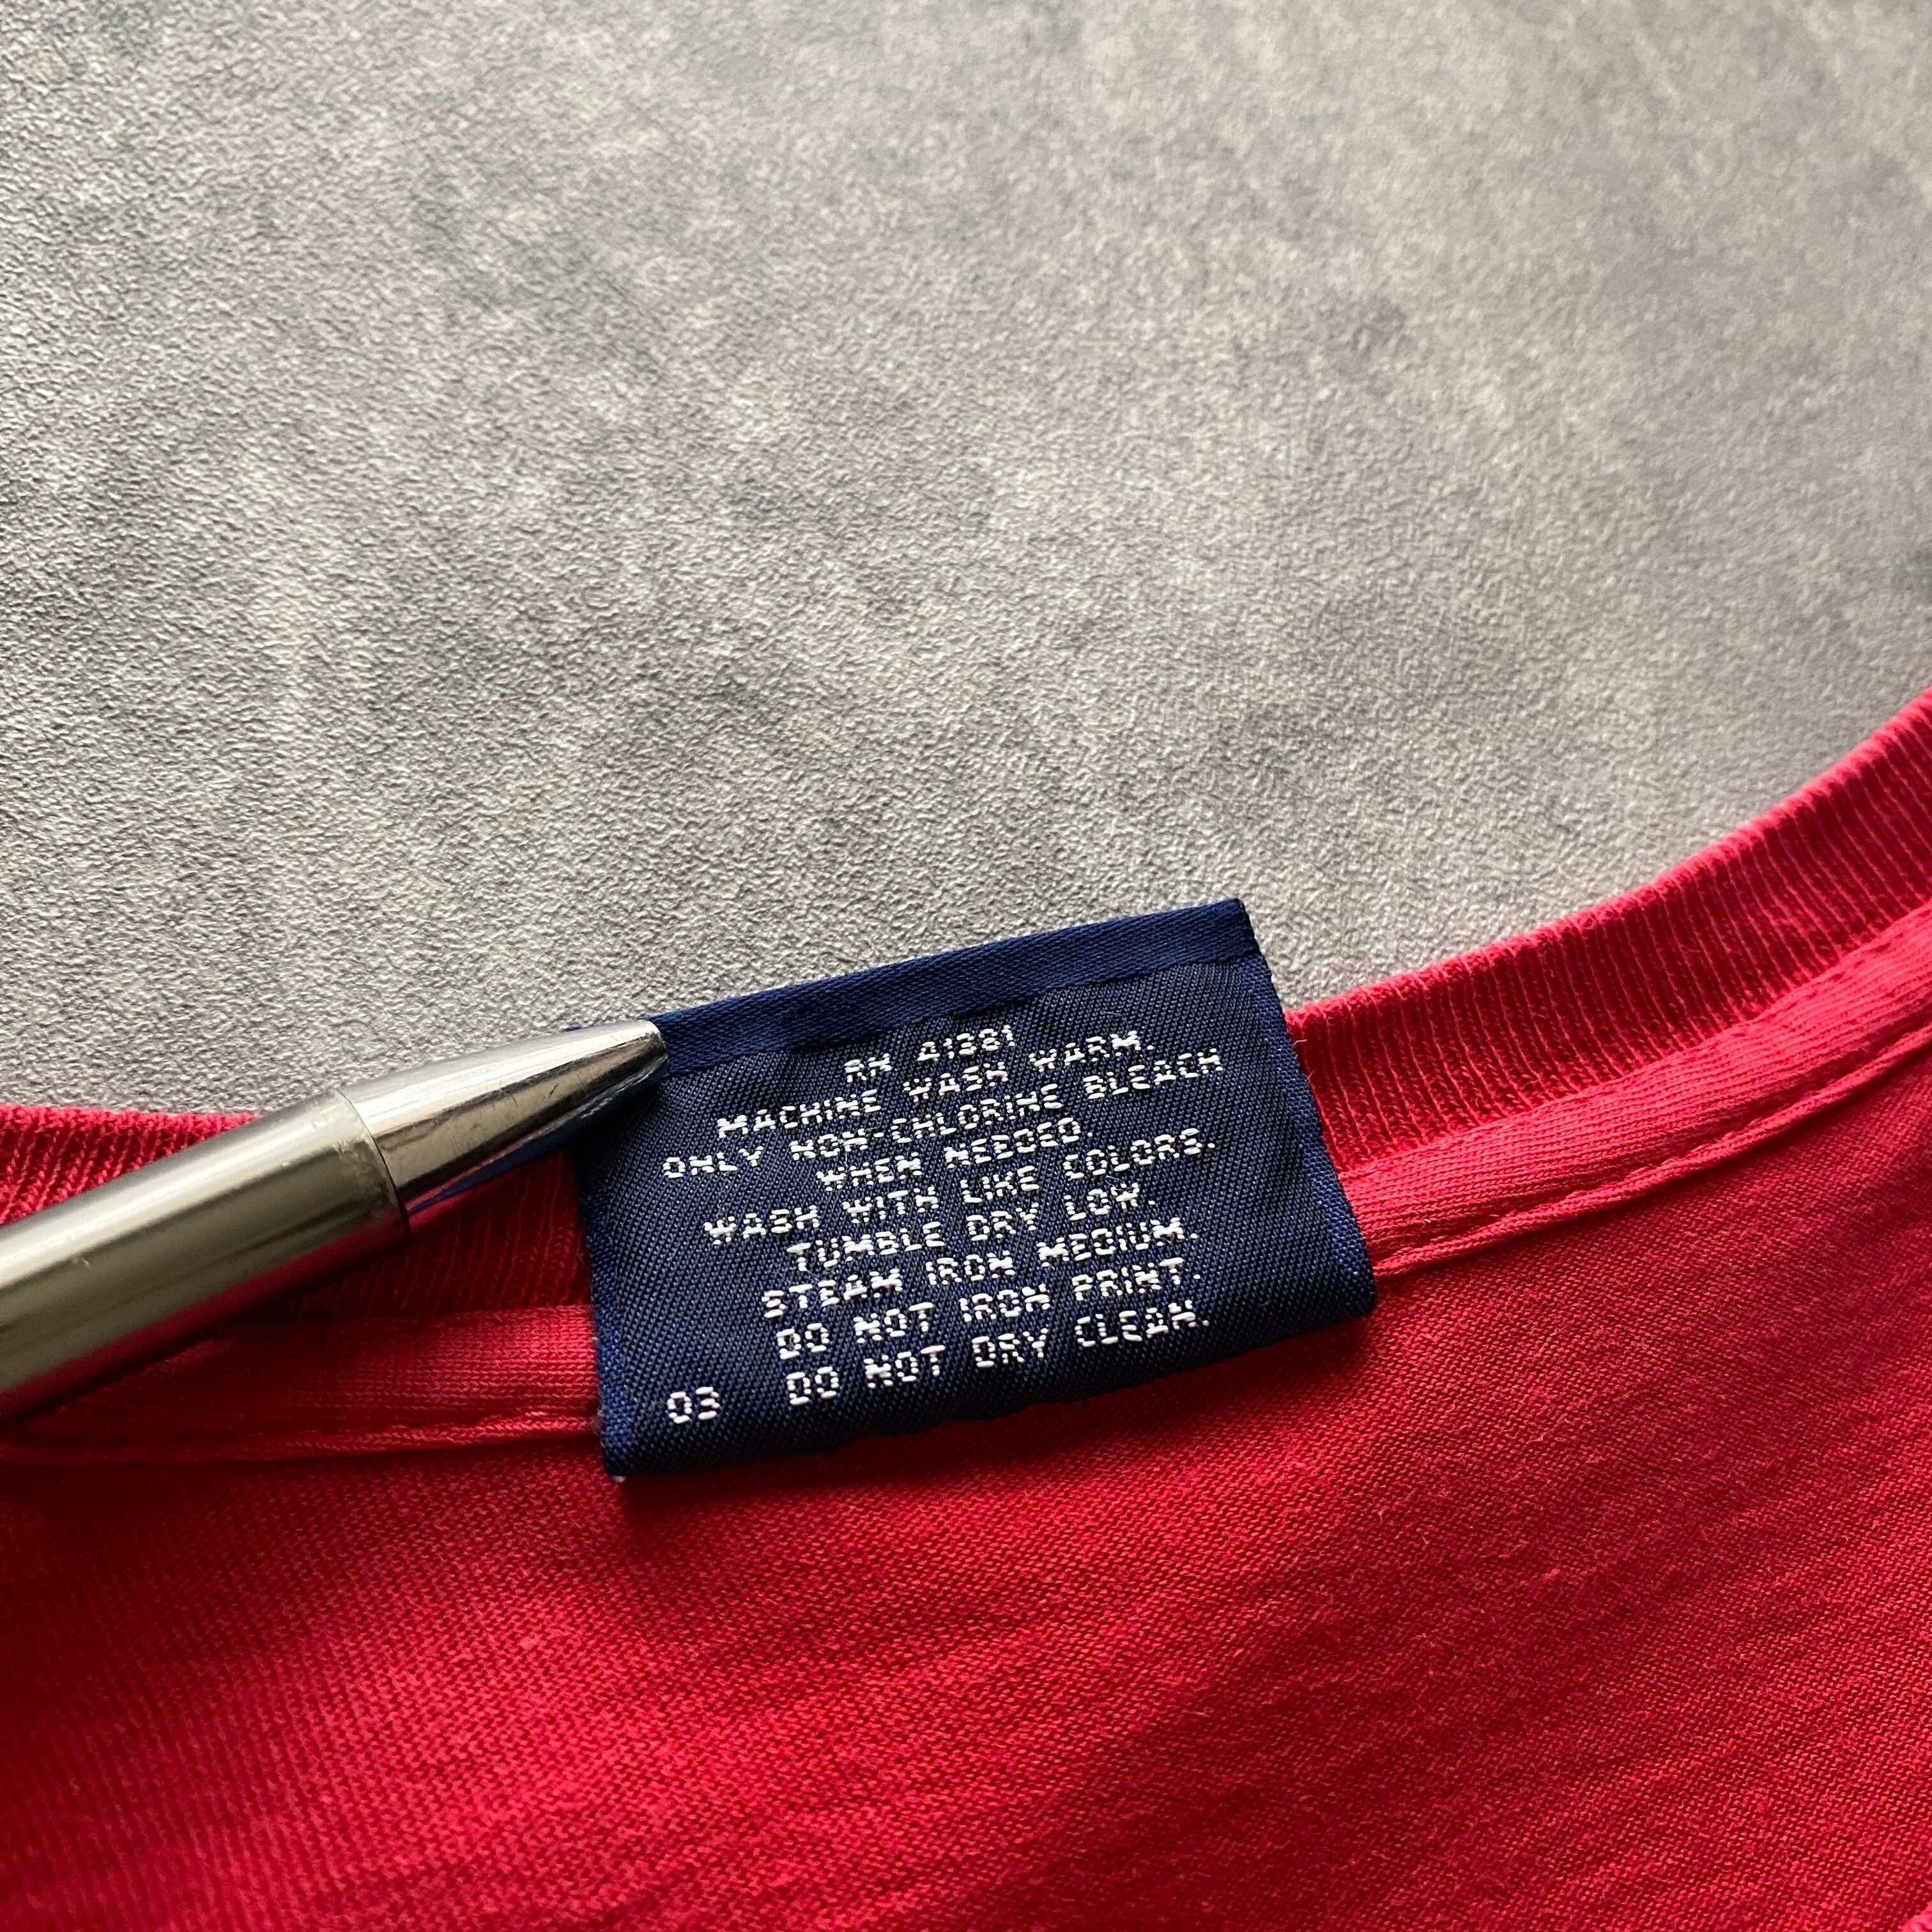 RN 41381
MACHINE WASH WARM.
ONLY NON-CHLORINE BLEACH
WHEN NEEDED.
WASH WITH LIKE COLORS.
TUMBLE DRY LOW.
STEAM IRON MEDIUM.
DO NOT IRON PRINT.
DO NOT DRY CLEAN.
03